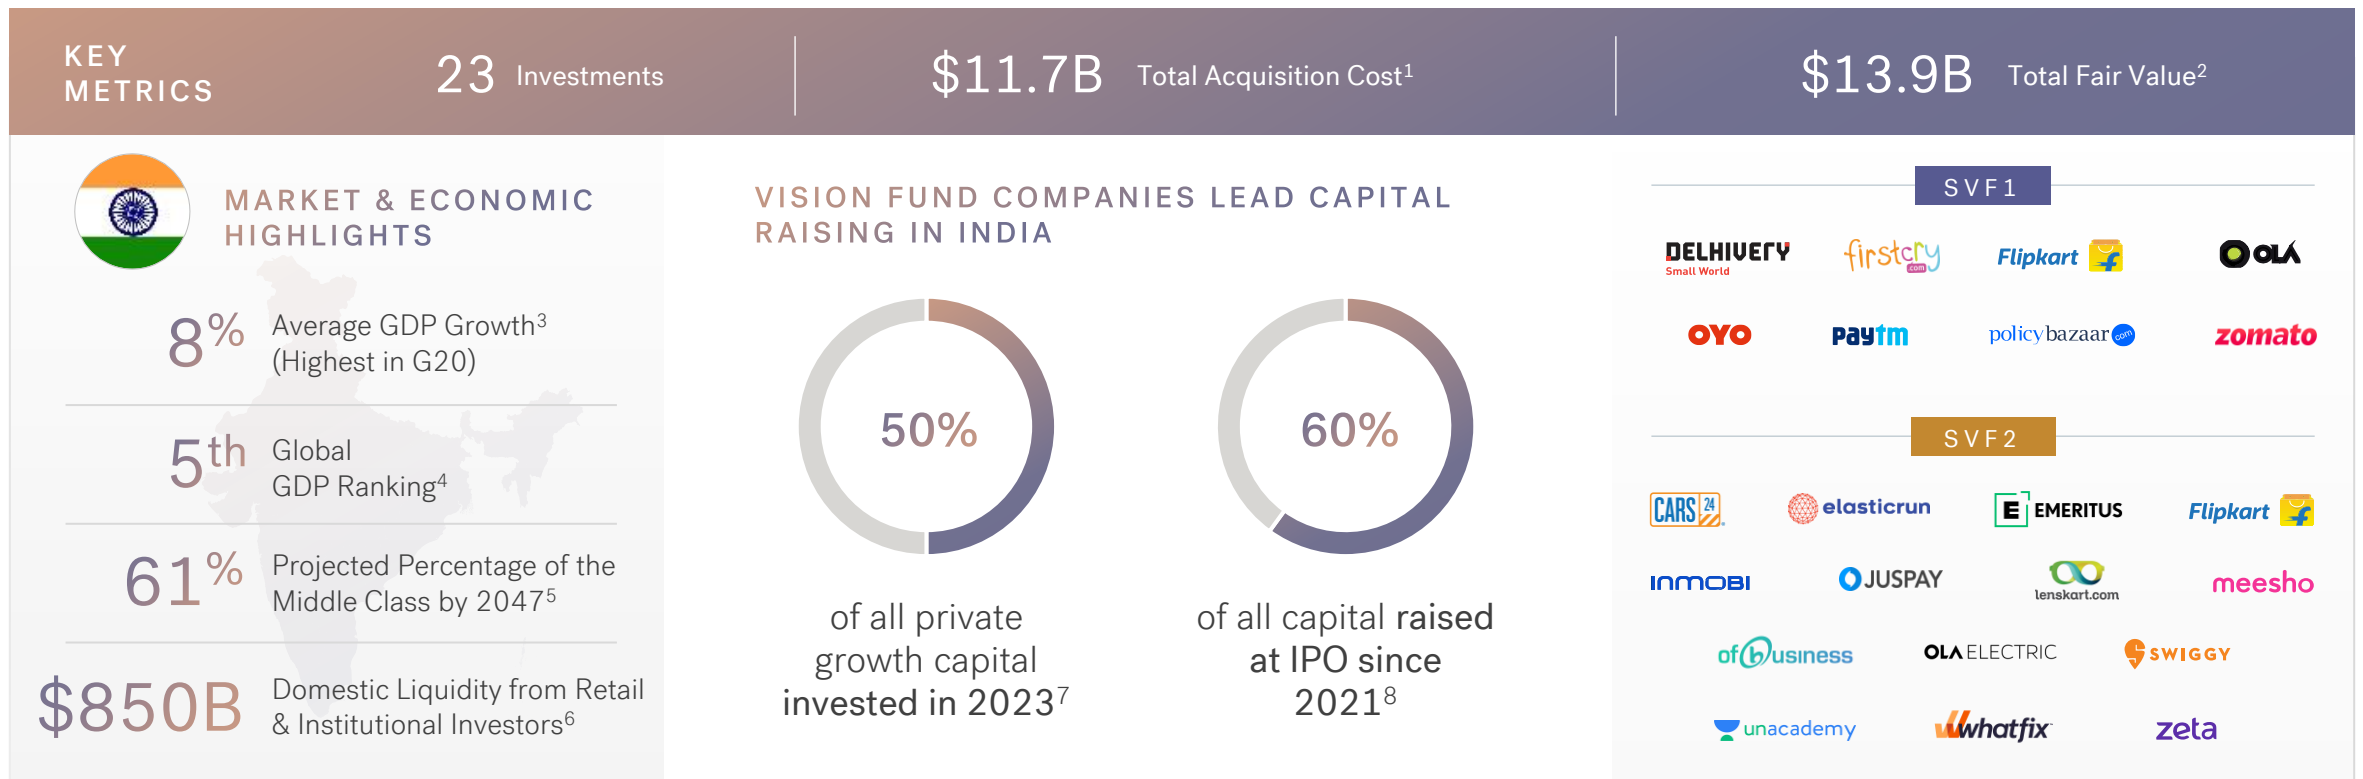 KEY
METRICS
23 Investments
$11.7B Total Acquisition Cost1
$13.9B Total Fair Value2
MARKET & ECONOMIC
HIGHLIGHTS
8% Average GDP Growth3
(Highest in G20)
5th Global
GDP Ranking4
61% Projected Percentage of the
Middle Class by 20475
$850B Domestic Liquidity from Retail
& Institutional Investors6
VISION FUND COMPANIES LEAD CAPITAL
RAISING IN INDIA
50%
of all private
growth capital
invested in 20237
60%
of all capital raised
at IPO since
20218
SVF1
DELHIVERY
Small World
firstcry
.com
Flipkart
OLA
OYO
paytm
policybazaar com
zomato
SVF2
CARS 24
elasticrun
E EMERITUS
Flipkart
INMOBI
JUSPAY
lenskart.com
meesho
ofbusiness
OLA ELECTRIC
SWIGGY
unacademy
whatfix
zeta